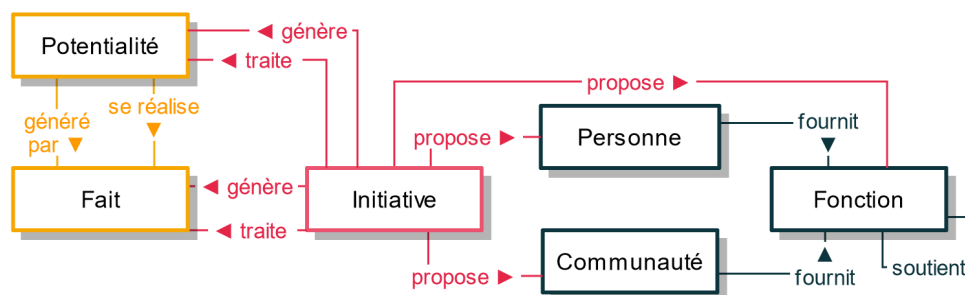 Potentialité
◄ génère
◄ traite
propose ►
généré
par ▼
se réalise
▼
propose ►
Personne
fournit
▼
Fait
◄ génère
◄ traite
Initiative
Fonction
propose ►
Communauté
▲
fournit
soutient